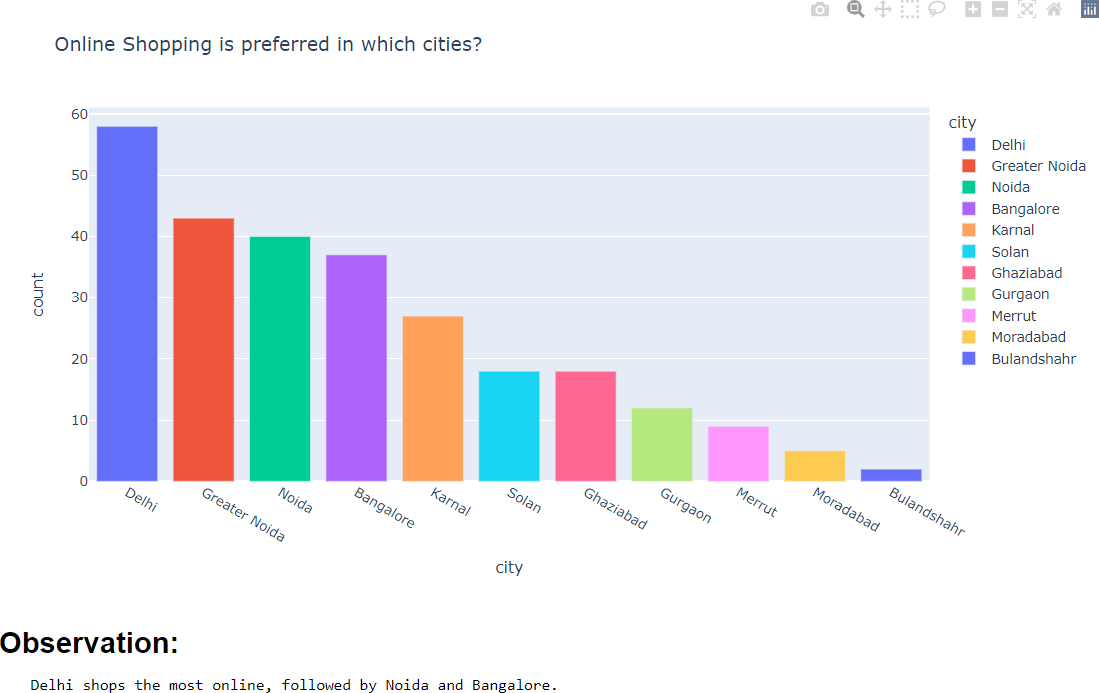 Online Shopping is preferred in which cities?
60
50
40
30
20
10
0
count
Delhi
Greater Noida
Noida
Bangalore
Karnal
Solan
Ghaziabad
Gurgaon
Merrut
Moradabad
Bulandshahr
city
city
Delhi
Greater Noida
Noida
Bangalore
Karnal
Solan
Ghaziabad
Gurgaon
Merrut
Moradabad
Bulandshahr
Observation:
Delhi shops the most online, followed by Noida and Bangalore.